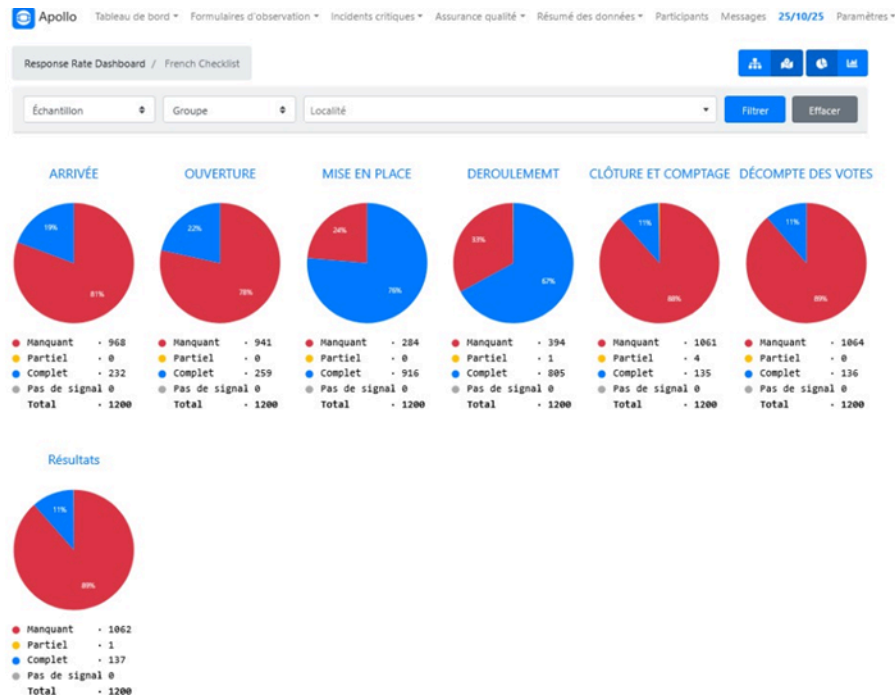 Apollo Tableau de bord Formulaires d'observation Incidents critiques Assurance qualité Résumé des données Participants Messages 25/10/25 Paramètres
Response Rate Dashboard / French Checklist
Échantillon Groupe Localité Filtrer Effacer
ARRIVÉE OUVERTURE MISE EN PLACE DEROULEMEMT CLÔTURE ET COMPTAGE DÉCOMPTE DES VOTES
19% 22% 24% 33% 11% 11%
81% 78% 76% 67% 88% 89%
Manquant · 968 Manquant · 941 Manquant · 284 Manquant · 394 Manquant · 1061 Manquant · 1064
Partiel · 0 Partiel · 0 Partiel · 0 Partiel · 1 Partiel · 4 Partiel · 0
Complet · 232 Complet · 259 Complet · 916 Complet · 805 Complet · 135 Complet · 136
Pas de signal 0 Pas de signal 0 Pas de signal 0 Pas de signal 0 Pas de signal 0 Pas de signal 0
Total · 1200 Total · 1200 Total · 1200 Total · 1200 Total · 1200 Total · 1200
Résultats
11%
89%
Manquant · 1062
Partiel · 1
Complet · 137
Pas de signal 0
Total · 1200